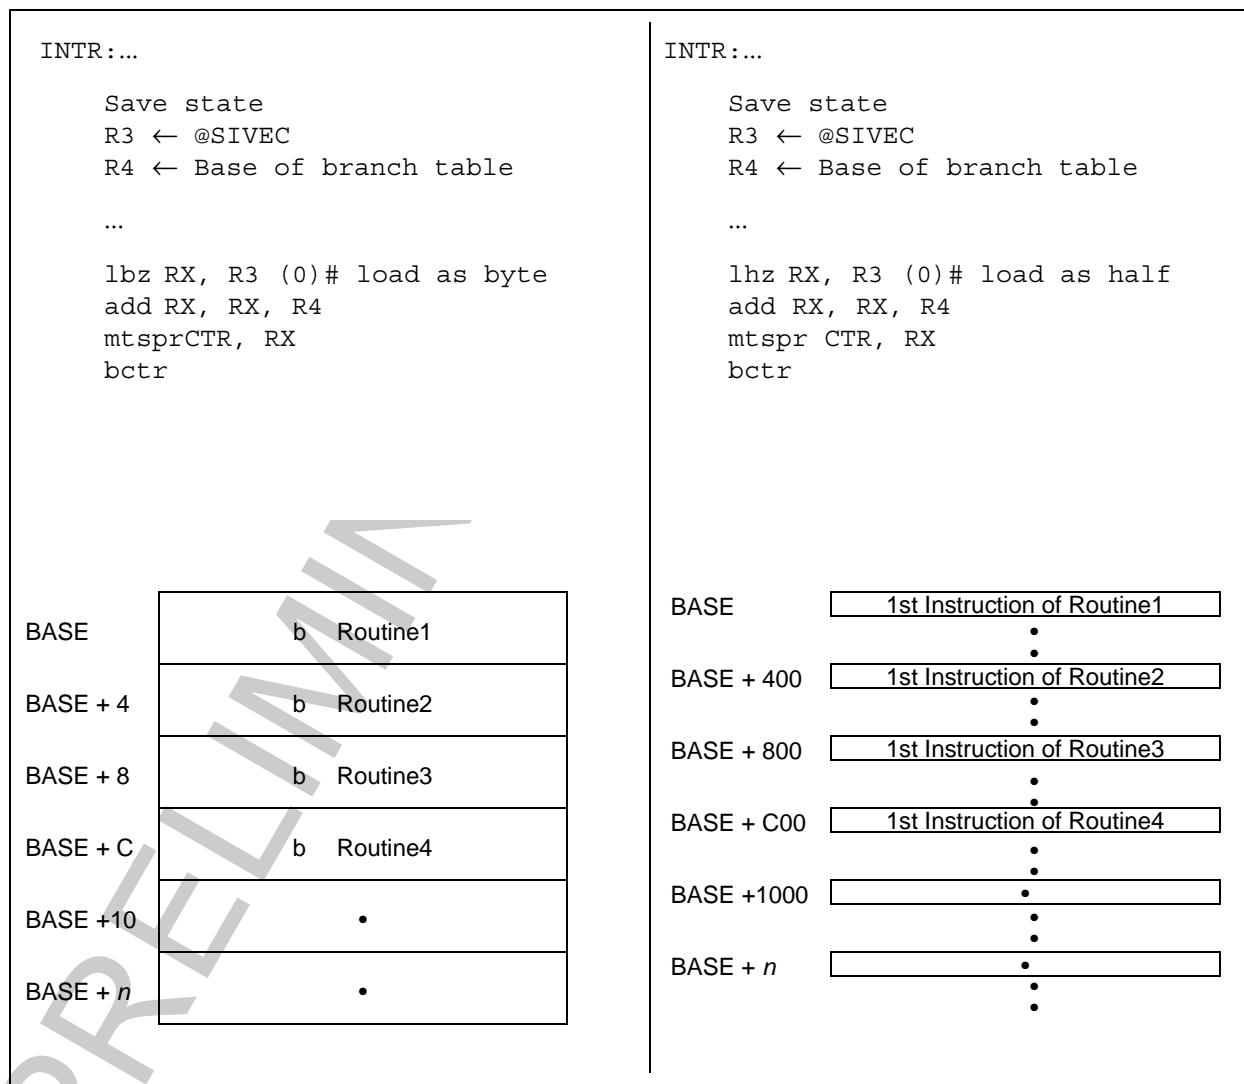 INTR:…
Save state
R3 ← @SIVEC
R4 ← Base of branch table
…
lbz RX, R3 (0)# load as byte
add RX, RX, R4
mtsprCTR, RX
bctr
BASE b Routine1
BASE + 4 b Routine2
BASE + 8 b Routine3
BASE + C b Routine4
BASE +10 •
BASE + n •
INTR:…
Save state
R3 ← @SIVEC
R4 ← Base of branch table
…
lhz RX, R3 (0)# load as half
add RX, RX, R4
mtspr CTR, RX
bctr
BASE 1st Instruction of Routine1
•
•
BASE + 400 1st Instruction of Routine2
•
•
BASE + 800 1st Instruction of Routine3
•
•
BASE + C00 1st Instruction of Routine4
•
•
BASE +1000 •
•
•
BASE + n •
•
•
PRELIMIN